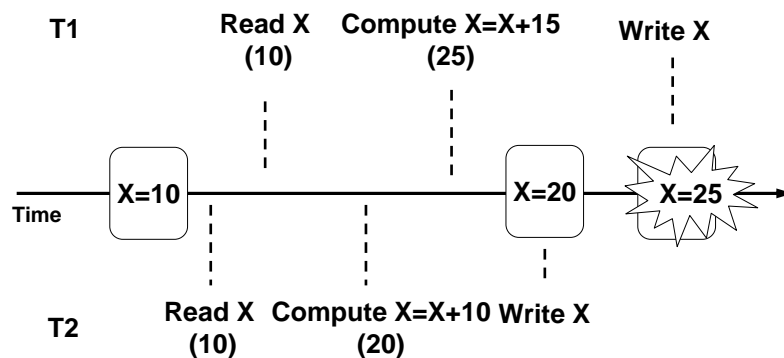 T1
Read X
(10)
Compute X=X+15
(25)
Write X
X=10
X=20
X=25
Time
T2
Read X
(10)
Compute X=X+10
(20)
Write X